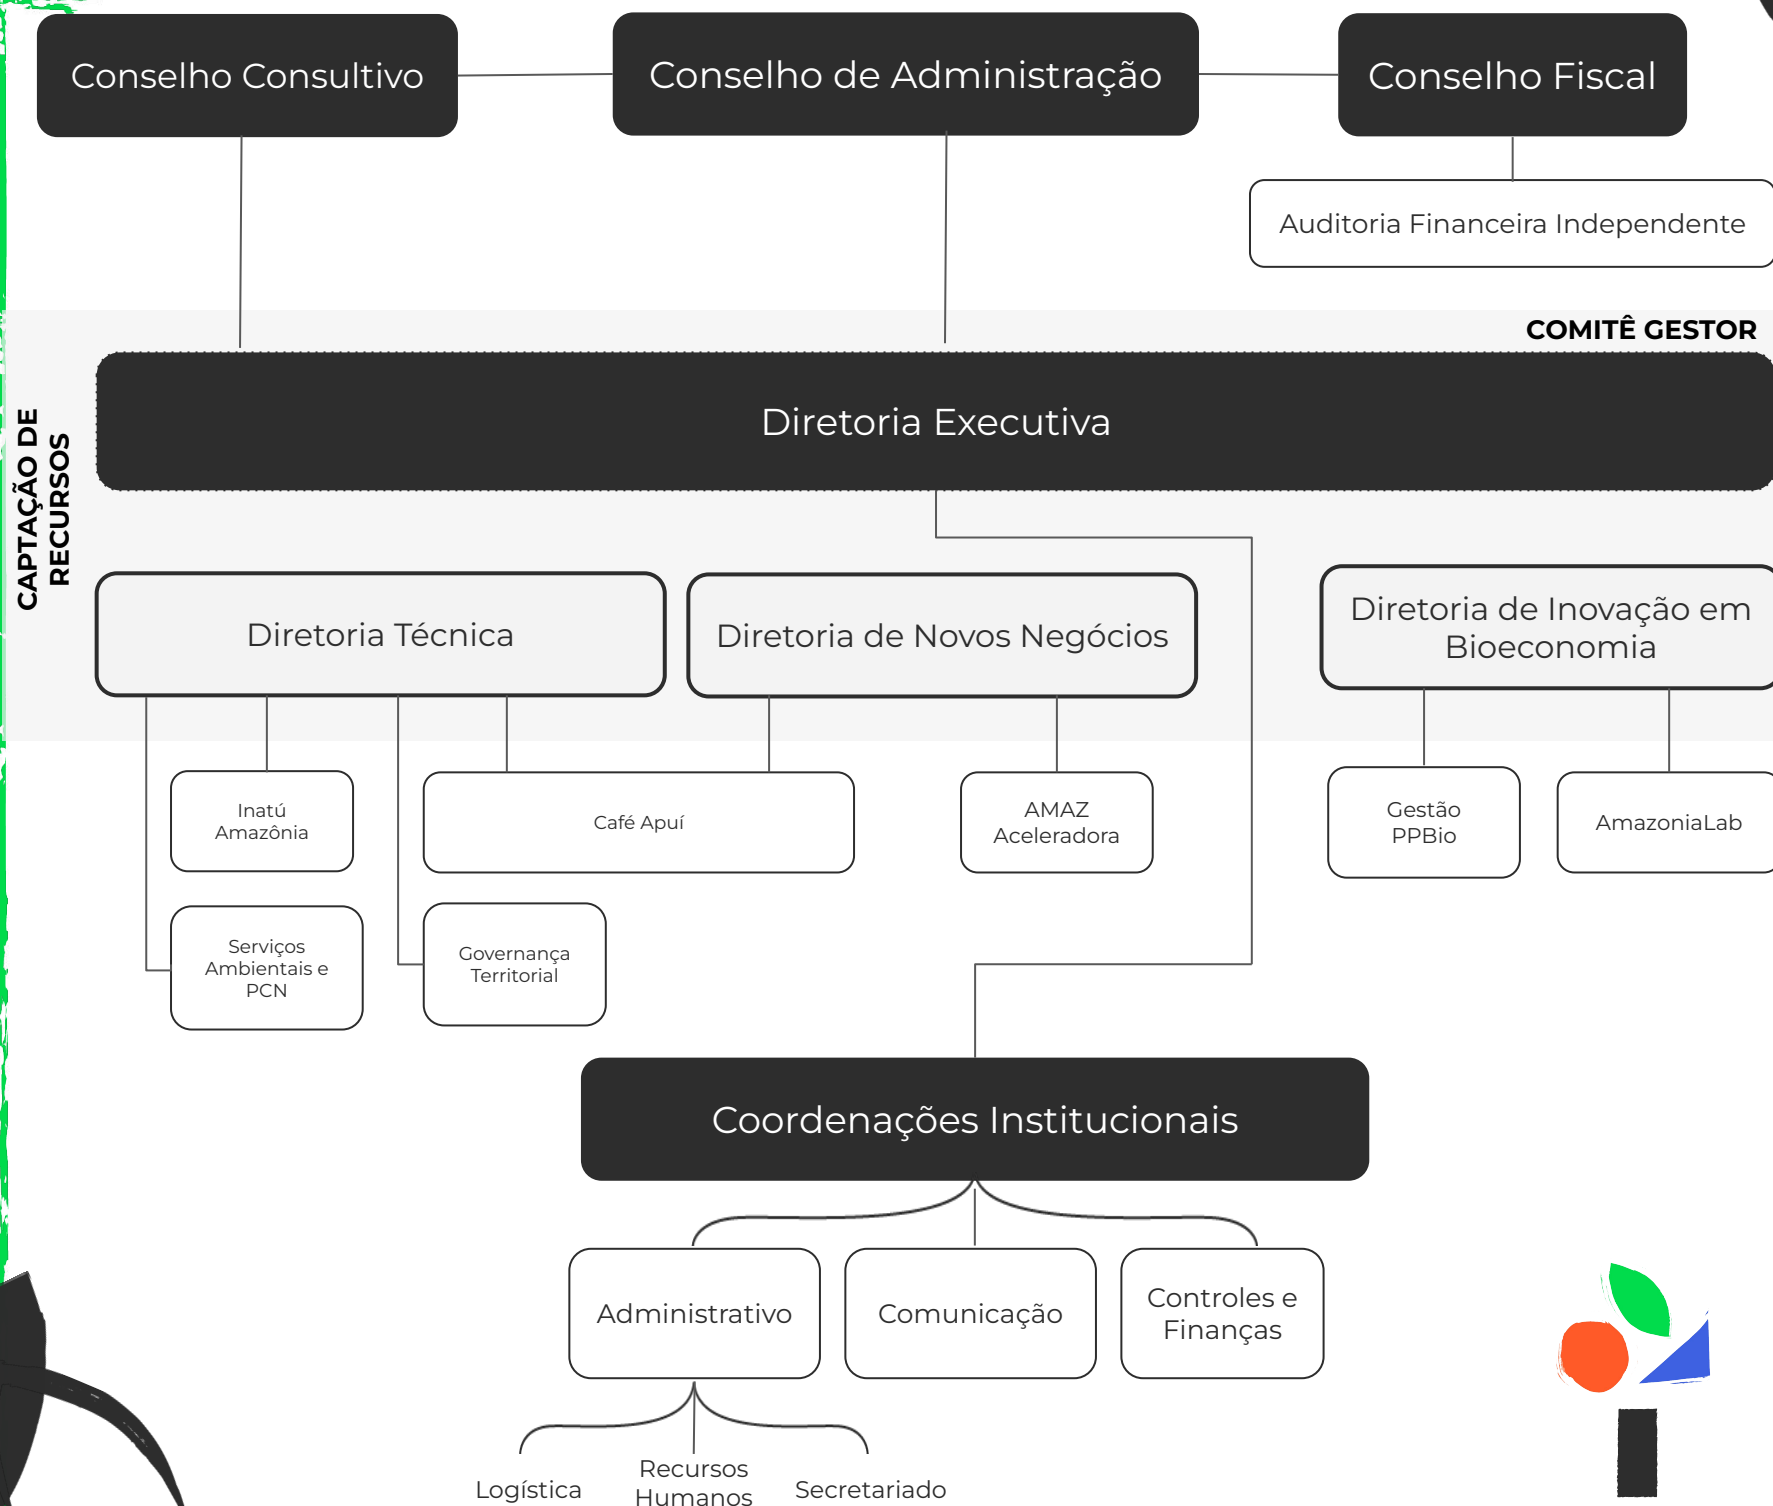 Conselho Consultivo
Conselho de Administração
Conselho Fiscal
Auditoria Financeira Independente
COMITÊ GESTOR
CAPTAÇÃO DE
RECURSOS
Diretoria Executiva
Diretoria Técnica
Diretoria de Novos Negócios
Diretoria de Inovação em
Bioeconomia
Inatú
Amazônia
Café Apuí
AMAZ
Aceleradora
Gestão
PPBio
AmazoniaLab
Serviços
Ambientais e
PCN
Governança
Territorial
Coordenações Institucionais
Administrativo
Comunicação
Controles e
Finanças
Logística
Recursos
Humanos
Secretariado